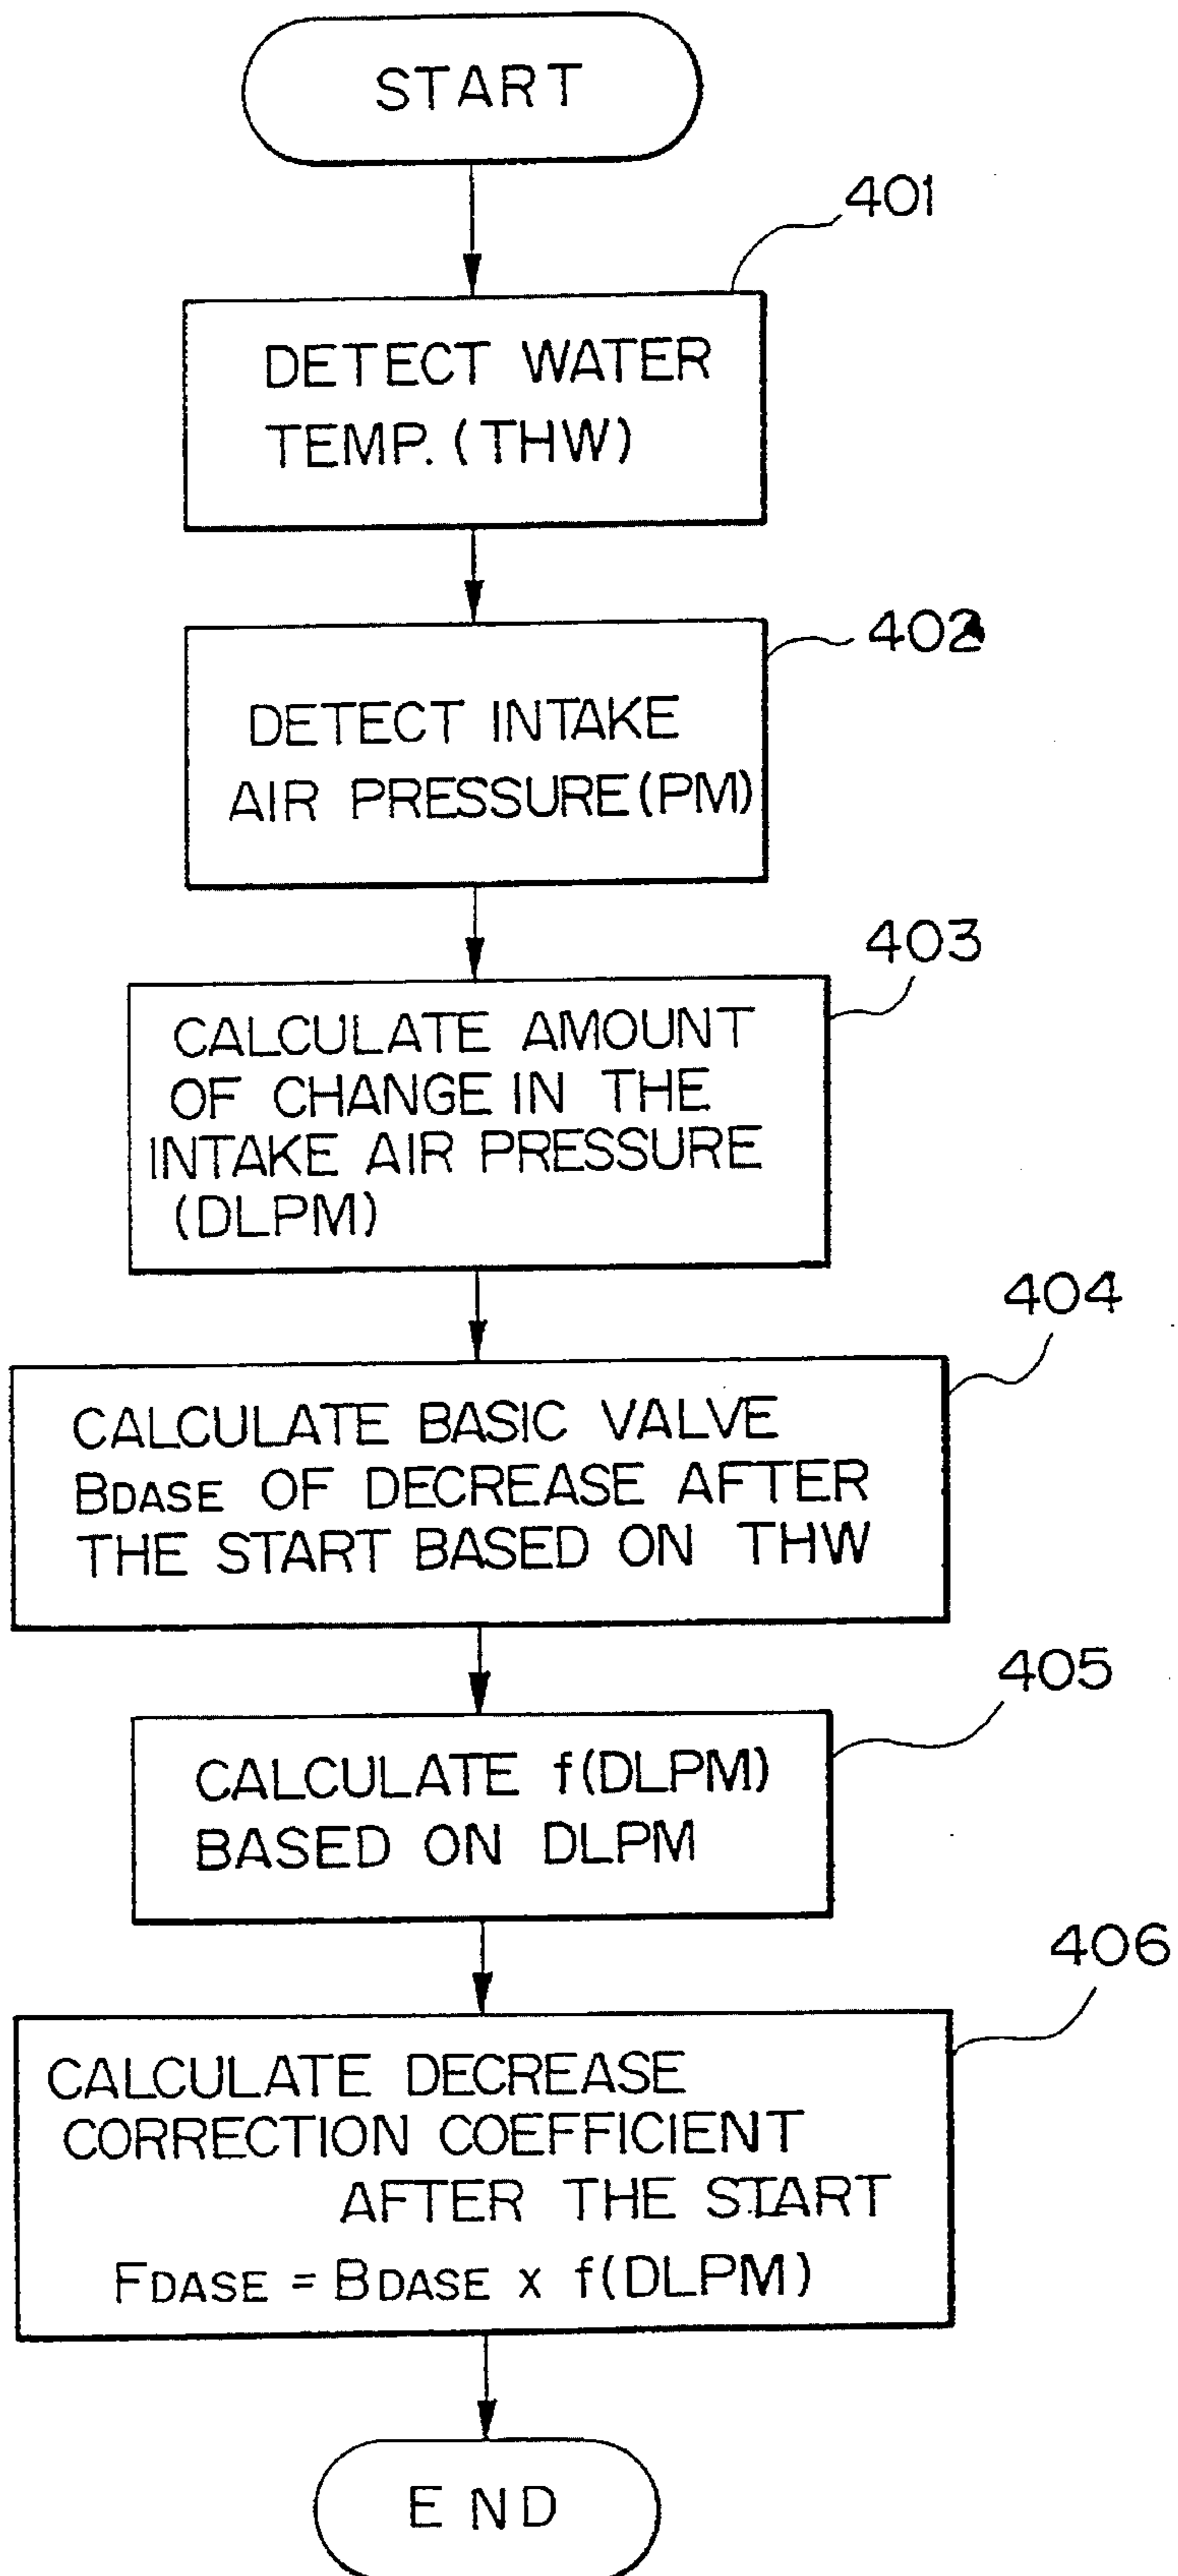 START
401
DETECT WATER
TEMP. (THW)
402
DETECT INTAKE
AIR PRESSURE (PM)
403
CALCULATE AMOUNT
OF CHANGE IN THE
INTAKE AIR PRESSURE
(DLPM)
404
CALCULATE BASIC VALVE
BDASE OF DECREASE AFTER
THE START BASED ON THW
405
CALCULATE f(DLPM)
BASED ON DLPM
406
CALCULATE DECREASE
CORRECTION COEFFICIENT
AFTER THE START
FDASE = BDASE x f(DLPM)
END